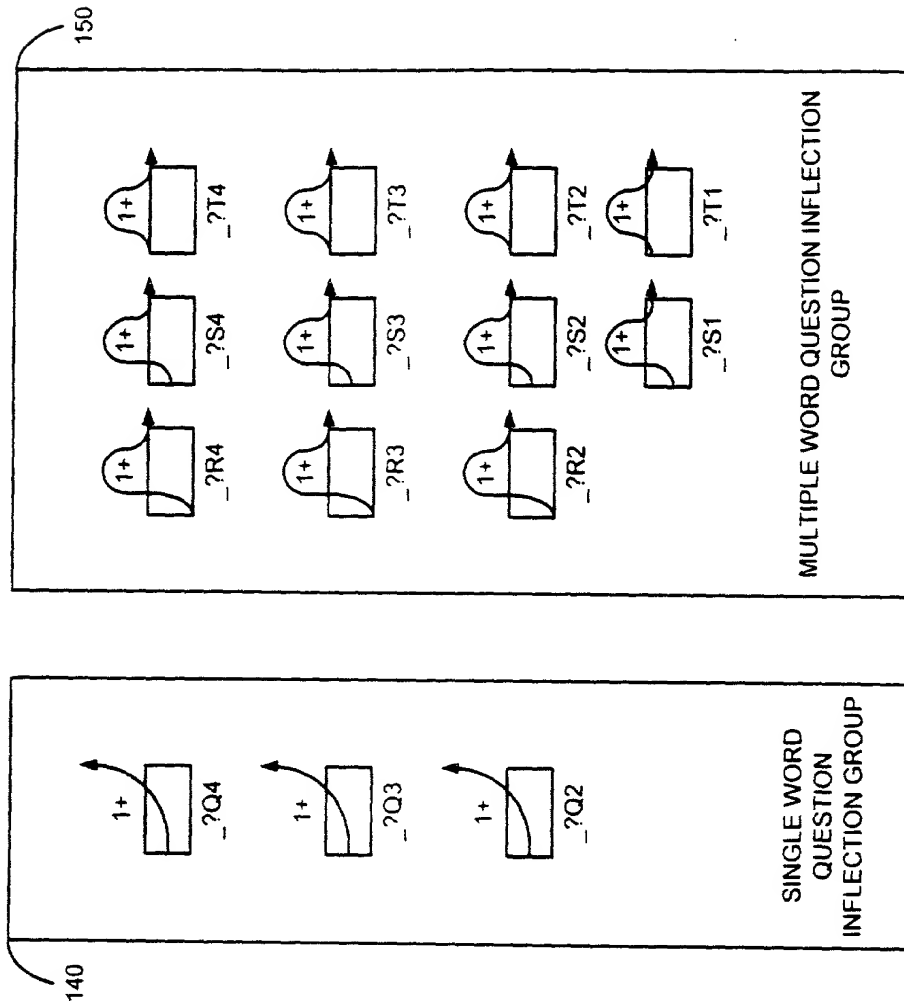 140
1+
_?Q4
1+
_?Q3
1+
_?Q2
SINGLE WORD
QUESTION
INFLECTION GROUP
150
1+ 1+ 1+
_?R4 _?S4 _?T4
1+ 1+ 1+
_?R3 _?S3 _?T3
1+ 1+ 1+
_?R2 _?S2 _?T2
1+ 1+
_?S1 _?T1
MULTIPLE WORD QUESTION INFLECTION
GROUP